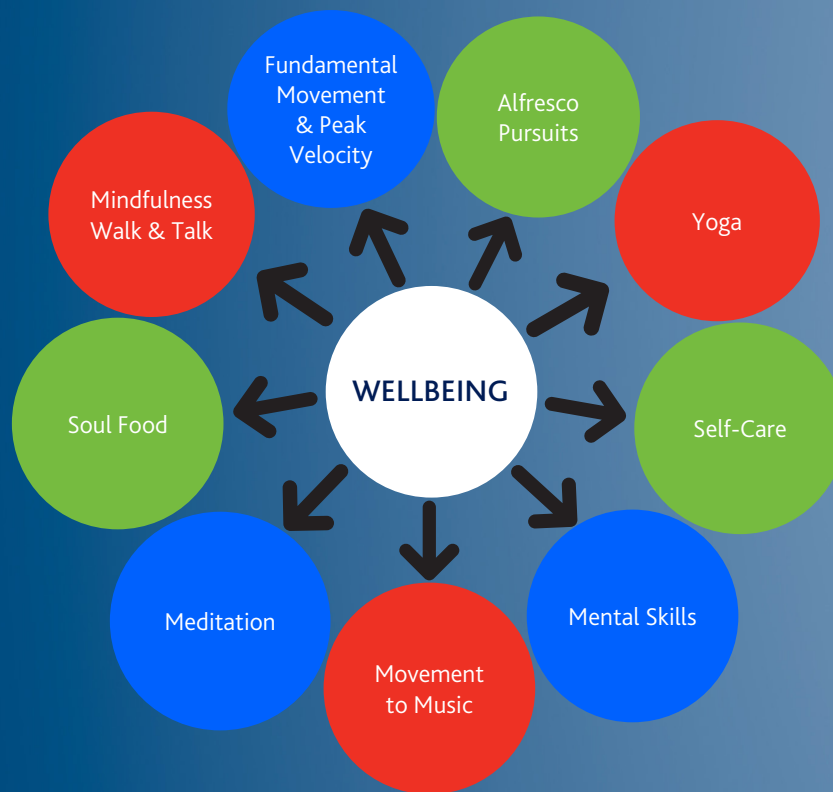 Fundamental
Movement
& Peak
Velocity
Alfresco
Pursuits
Mindfulness
Walk & Talk
Yoga
WELLBEING
Soul Food
Self-Care
Meditation
Mental Skills
Movement
to Music